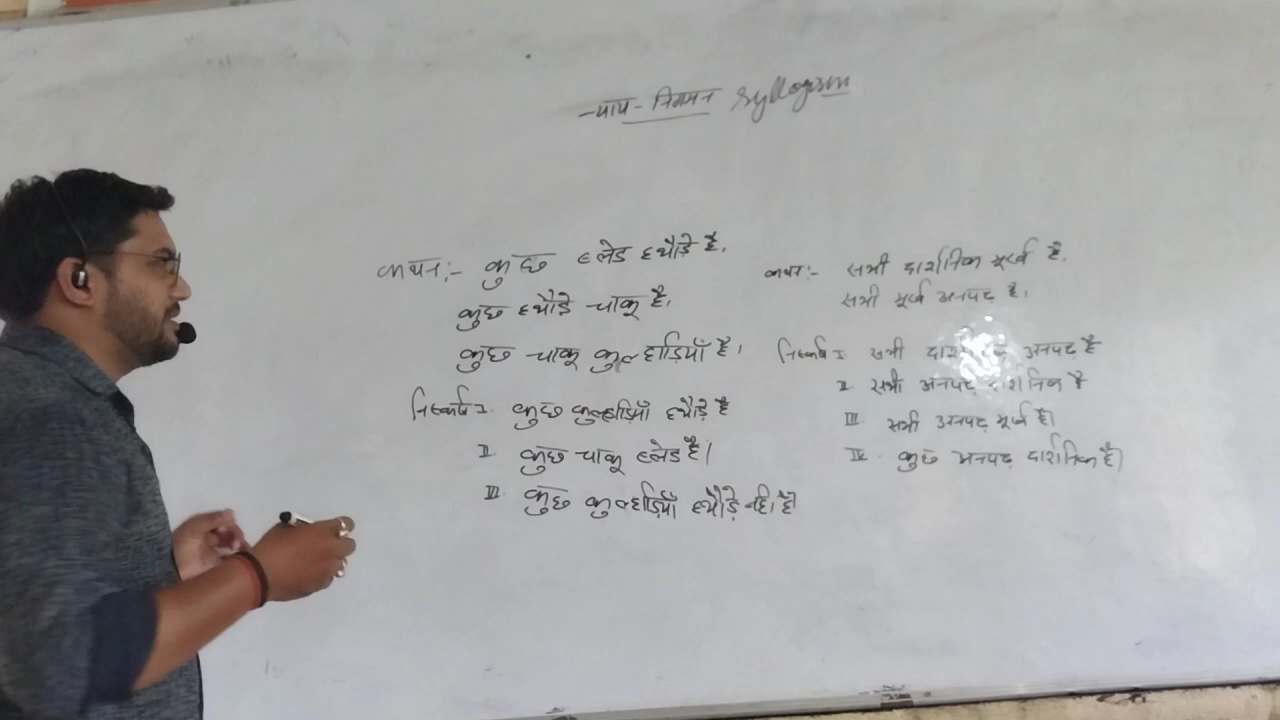 न्याय-निगमन Syllogism
कथन:- कुछ ब्लेड हथौड़े है.
कुछ हथौड़े चाकू है.
कुछ चाकू कुल्हाड़ियाँ है।
निष्कर्ष I. कुछ कुल्हाड़ियाँ हथौड़े है
II. कुछ चाकू ब्लेड है।
III. कुछ कुल्हाड़ियाँ हथौड़े नही है।
कथन:- सभी दार्शनिक मूर्ख है.
सभी मूर्ख अनपढ़ है।
निष्कर्ष I सभी दार्शनिक अनपढ है
II सभी अनपढ़ दार्शनिक है
III. सभी अनपढ़ मूर्ख है।
IV. कुछ अनपढ़ दार्शनिक है।